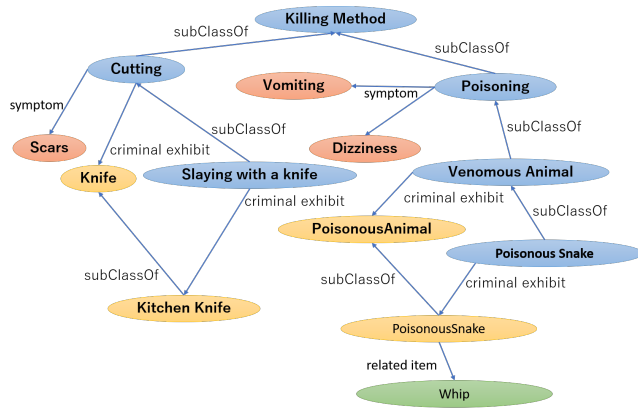 Killing Method
subClassOf
subClassOf
Cutting
Vomiting
Poisoning
symptom
symptom
subClassOf
subClassOf
Scars
criminal exhibit
Dizziness
Knife
Slaying with a knife
Venomous Animal
criminal exhibit
criminal exhibit
subClassOf
PoisonousAnimal
Poisonous Snake
subClassOf
subClassOf
criminal exhibit
Kitchen Knife
PoisonousSnake
related item
Whip